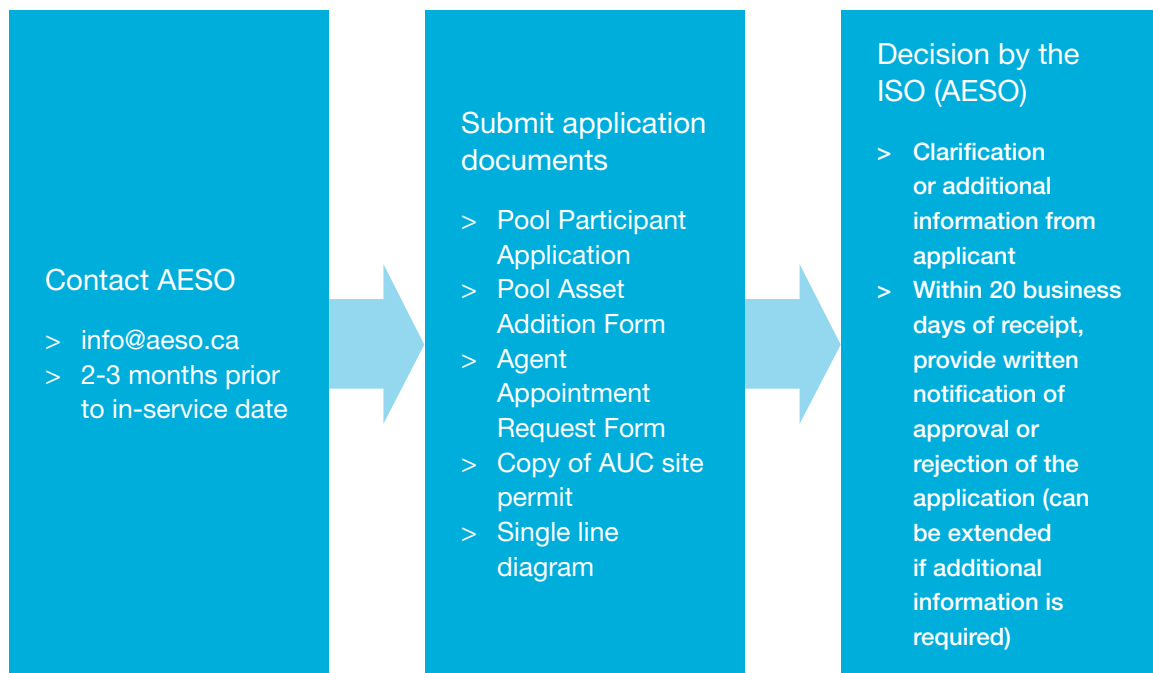 Contact AESO
> info@aeso.ca
> 2-3 months prior
to in-service date
Submit application
documents
> Pool Participant
Application
> Pool Asset
Addition Form
> Agent
Appointment
Request Form
> Copy of AUC site
permit
> Single line
diagram
Decision by the
ISO (AESO)
> Clarification
or additional
information from
applicant
> Within 20 business
days of receipt,
provide written
notification of
approval or
rejection of the
application (can
be extended
if additional
information is
required)